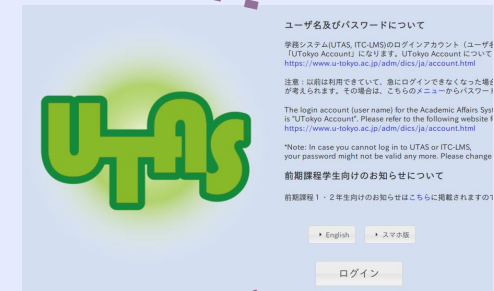 UTAS
ユーザ名及びパスワードについて
学務システム(UTAS, ITC-LMS)のログインアカウント（ユーザ名
「UTokyo Account」になります。UTokyo Account について
https://www.u-tokyo.ac.jp/adm/dics/ja/account.html
注意：以前は利用できていて、急にログインできなくなった場合
が考えられます。その場合は、こちらのメニューからパスワード
The login account (user name) for the Academic Affairs Syst
is "UTokyo Account". Please refer to the following website f
https://www.u-tokyo.ac.jp/adm/dics/ja/account.html
*Note: In case you cannot log in to UTAS or ITC-LMS,
your password might not be valid any more. Please change
前期課程学生向けのお知らせについて
前期課程１・２年生向けのお知らせはこちらに掲載されますので
English
スマホ版
ログイン